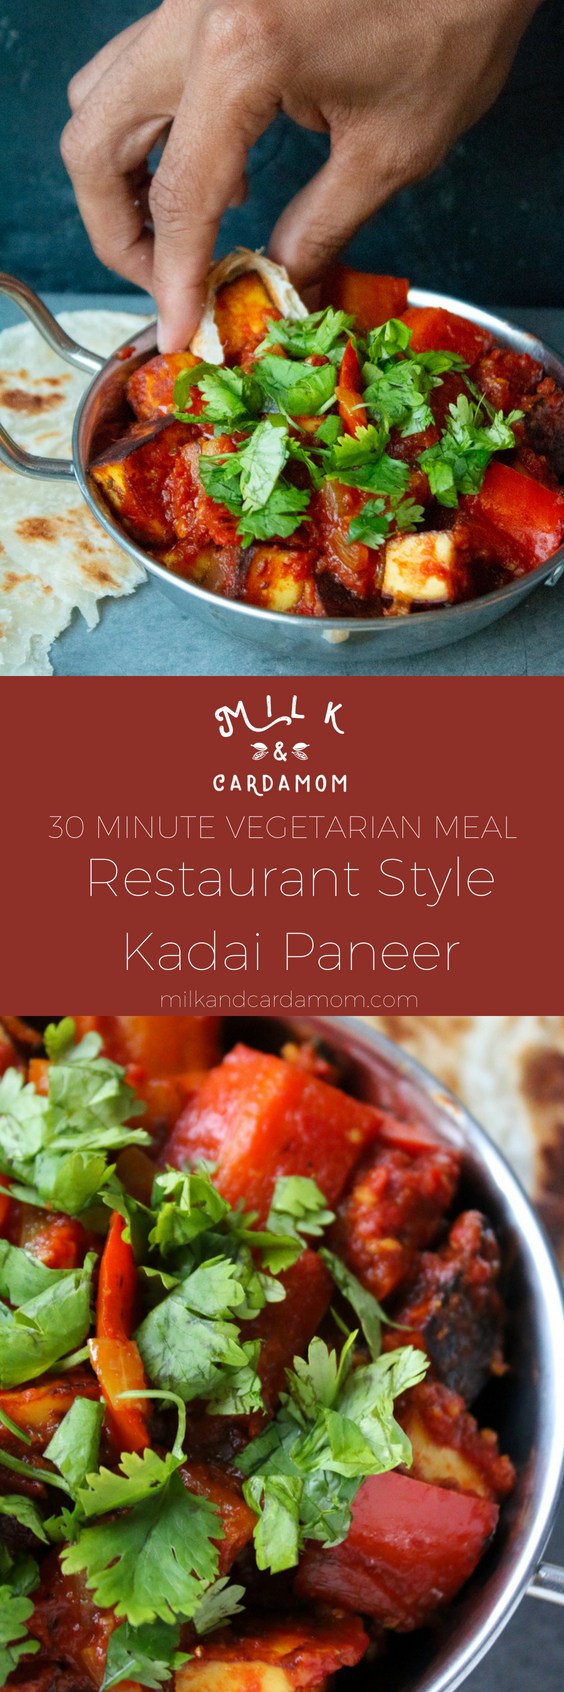 MILK
&
CARDAMOM
30 MINUTE VEGETARIAN MEAL
Restaurant Style
Kadai Paneer
milkandcardamom.com